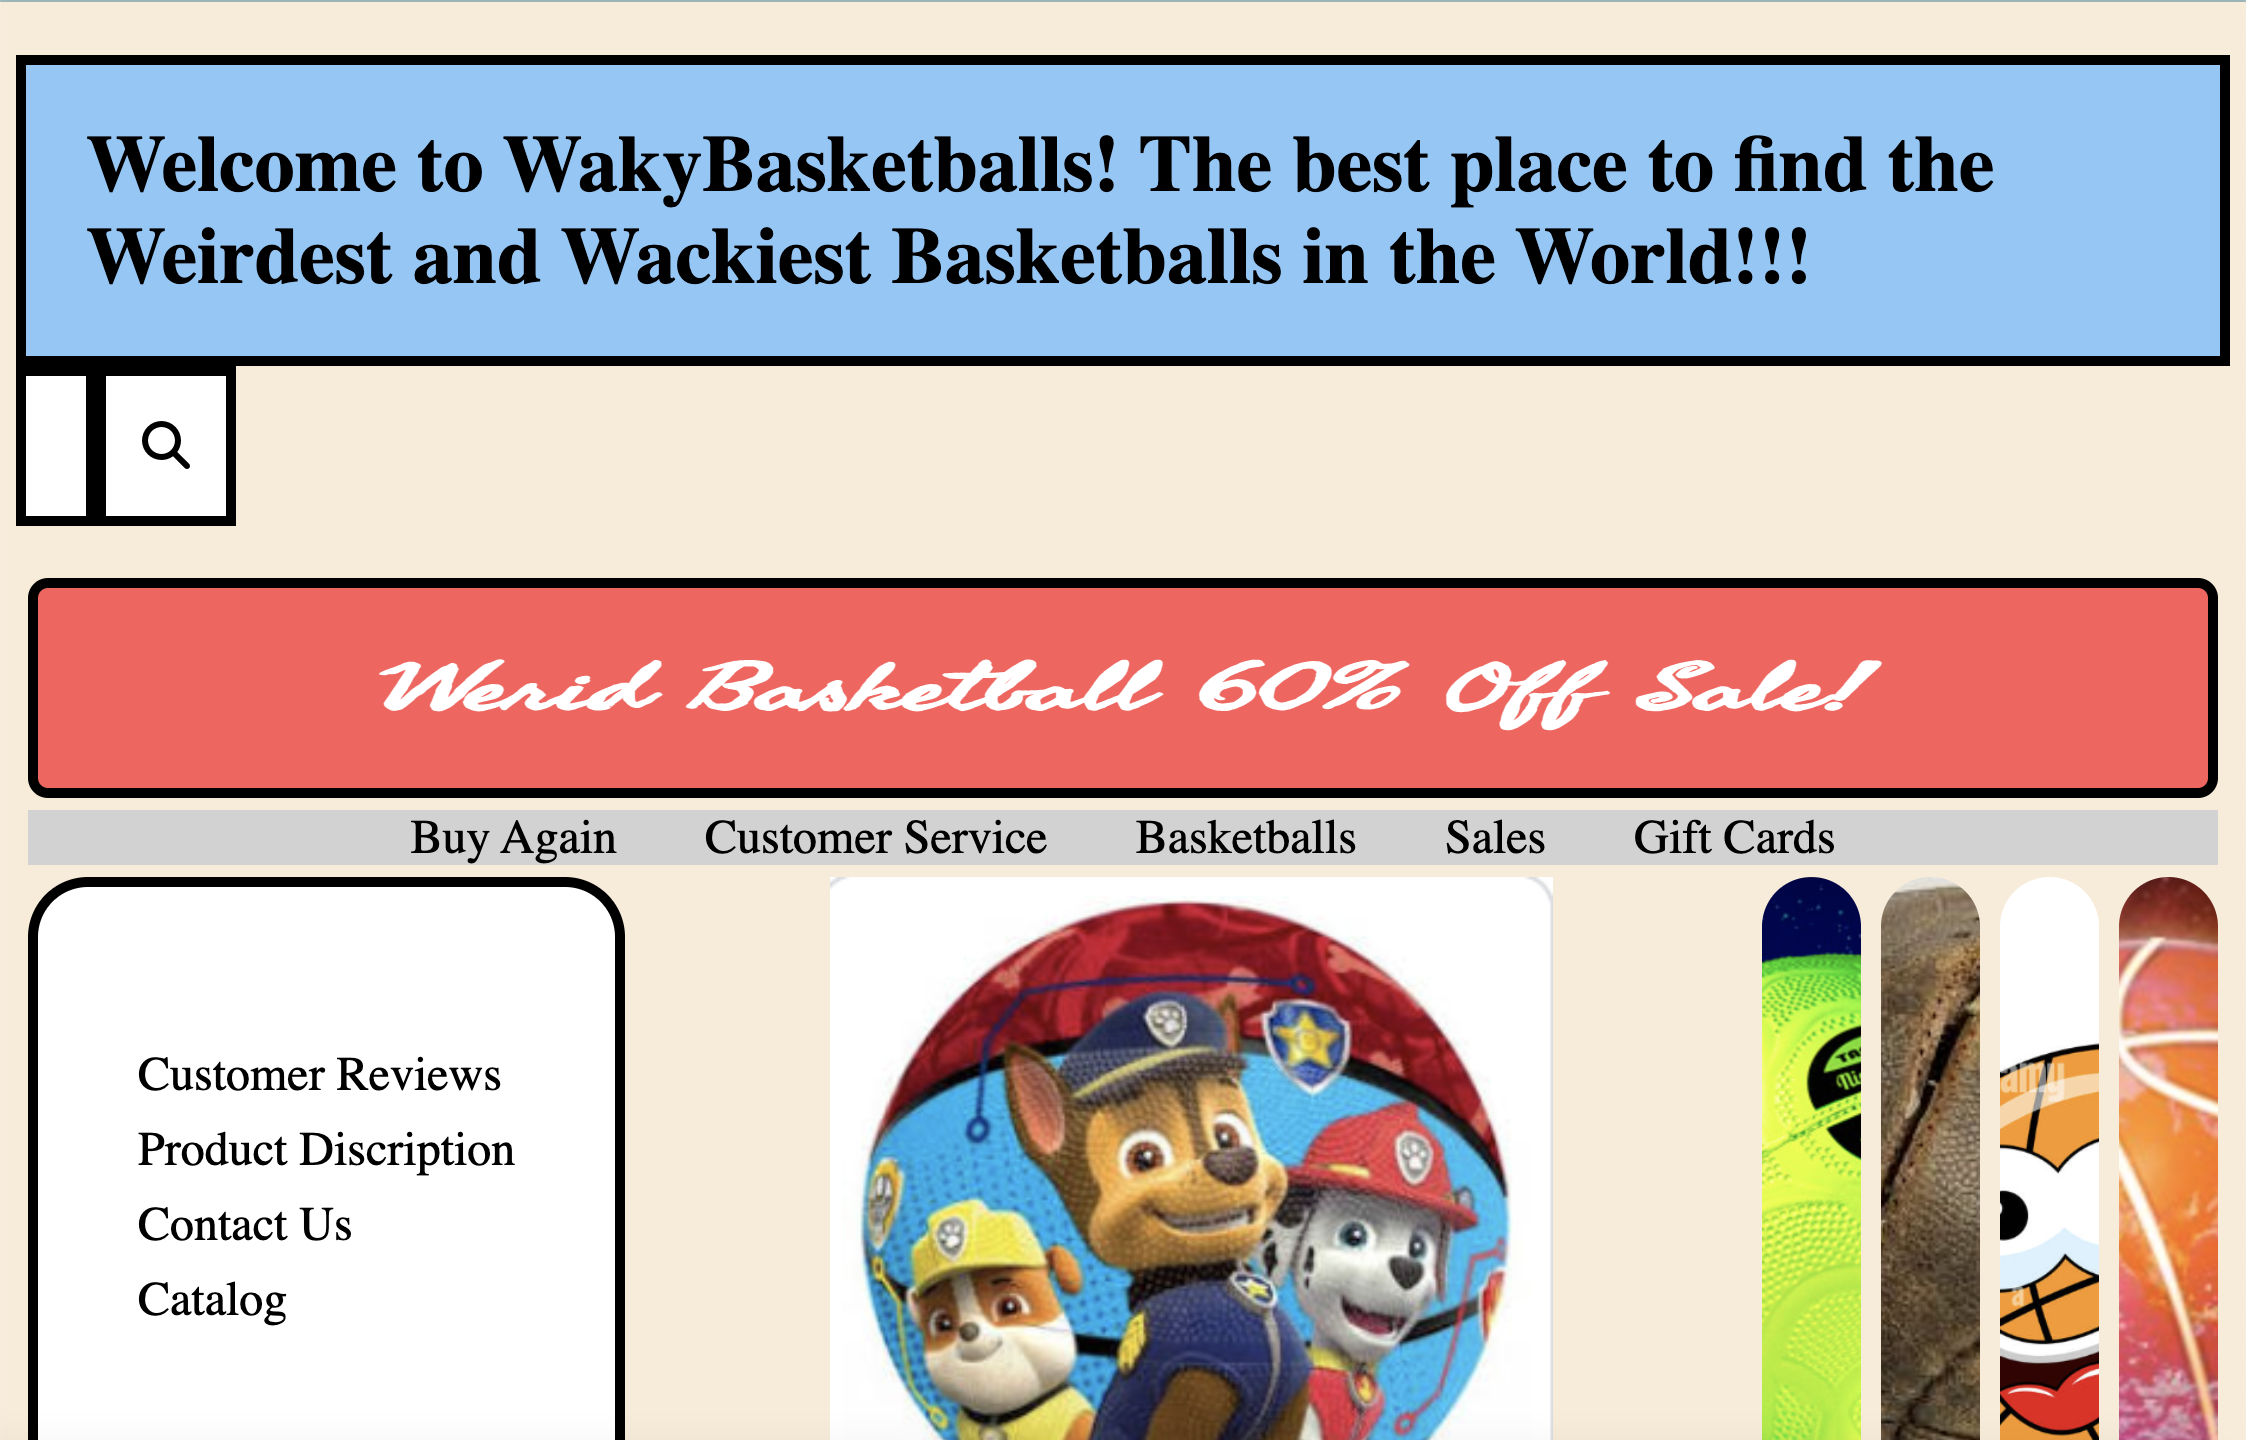 Welcome to WakyBasketballs! The best place to find the
Weirdest and Wackiest Basketballs in the World!!!
Werid Basketball 60% Off Sale!
Buy Again Customer Service Basketballs Sales Gift Cards
Customer Reviews
Product Discription
Contact Us
Catalog